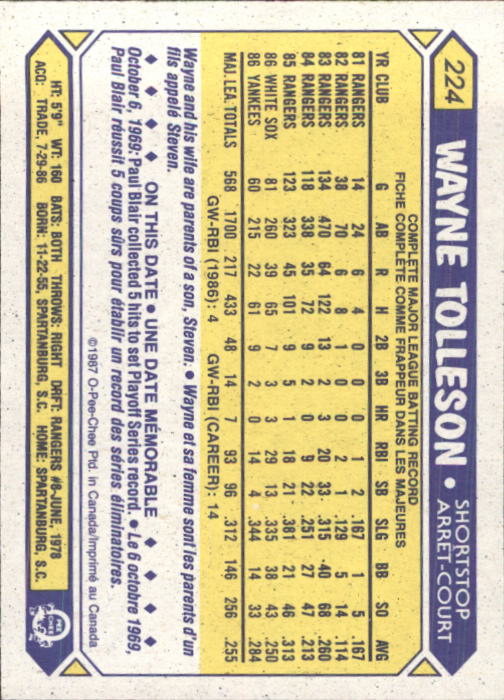 224
WAYNE TOLLESON • SHORTSTOP
ARRÊT-COURT
COMPLETE MAJOR LEAGUE BATTING RECORD
FICHE COMPLÈTE COMME FRAPPEUR DANS LES MAJEURES
YR CLUB G AB R H 2B 3B HR RBI SB SLG BB SO AVG
81 RANGERS 14 24 6 4 0 0 0 1 2 .167 1 5 .167
82 RANGERS 38 70 6 8 1 0 0 2 1 .129 5 14 .114
83 RANGERS 134 470 64 122 13 2 3 20 33 .315 40 68 .260
84 RANGERS 118 338 35 72 9 2 0 9 22 .251 27 47 .213
85 RANGERS 123 323 45 101 9 5 1 18 21 .381 21 46 .313
86 WHITE SOX 81 260 39 65 7 3 3 29 13 .335 38 43 .250
86 YANKEES 60 215 22 61 9 2 0 14 4 .344 14 33 .284
MAJ.LEA.TOTALS 568 1700 217 433 48 14 7 93 96 .312 146 256 .255
GW-RBI (1986): 4 GW-RBI (CAREER): 14
Wayne and his wife are parents of a son, Steven. • Wayne et sa femme sont les parents d'un
fils appelé Steven.
♦ ♦ ♦ ♦ ON THIS DATE • UNE DATE MÉMORABLE ♦ ♦ ♦ ♦
October 6, 1969: Paul Blair collected 5 hits to set Playoff Series record. • Le 6 octobre 1969,
Paul Blair réussit 5 coups sûrs pour établir un record des séries éliminatoires.
©1987 O-Pee-Chee Ptd. in Canada/Imprimé au Canada
HT: 5'9" WT: 160 BATS: BOTH THROWS: RIGHT DRFT: RANGERS #8-JUNE, 1978
ACQ: TRADE, 7-29-86 BORN: 11-22-55, SPARTANBURG, S.C. HOME: SPARTANBURG, S.C.
O
PEE
CHEE